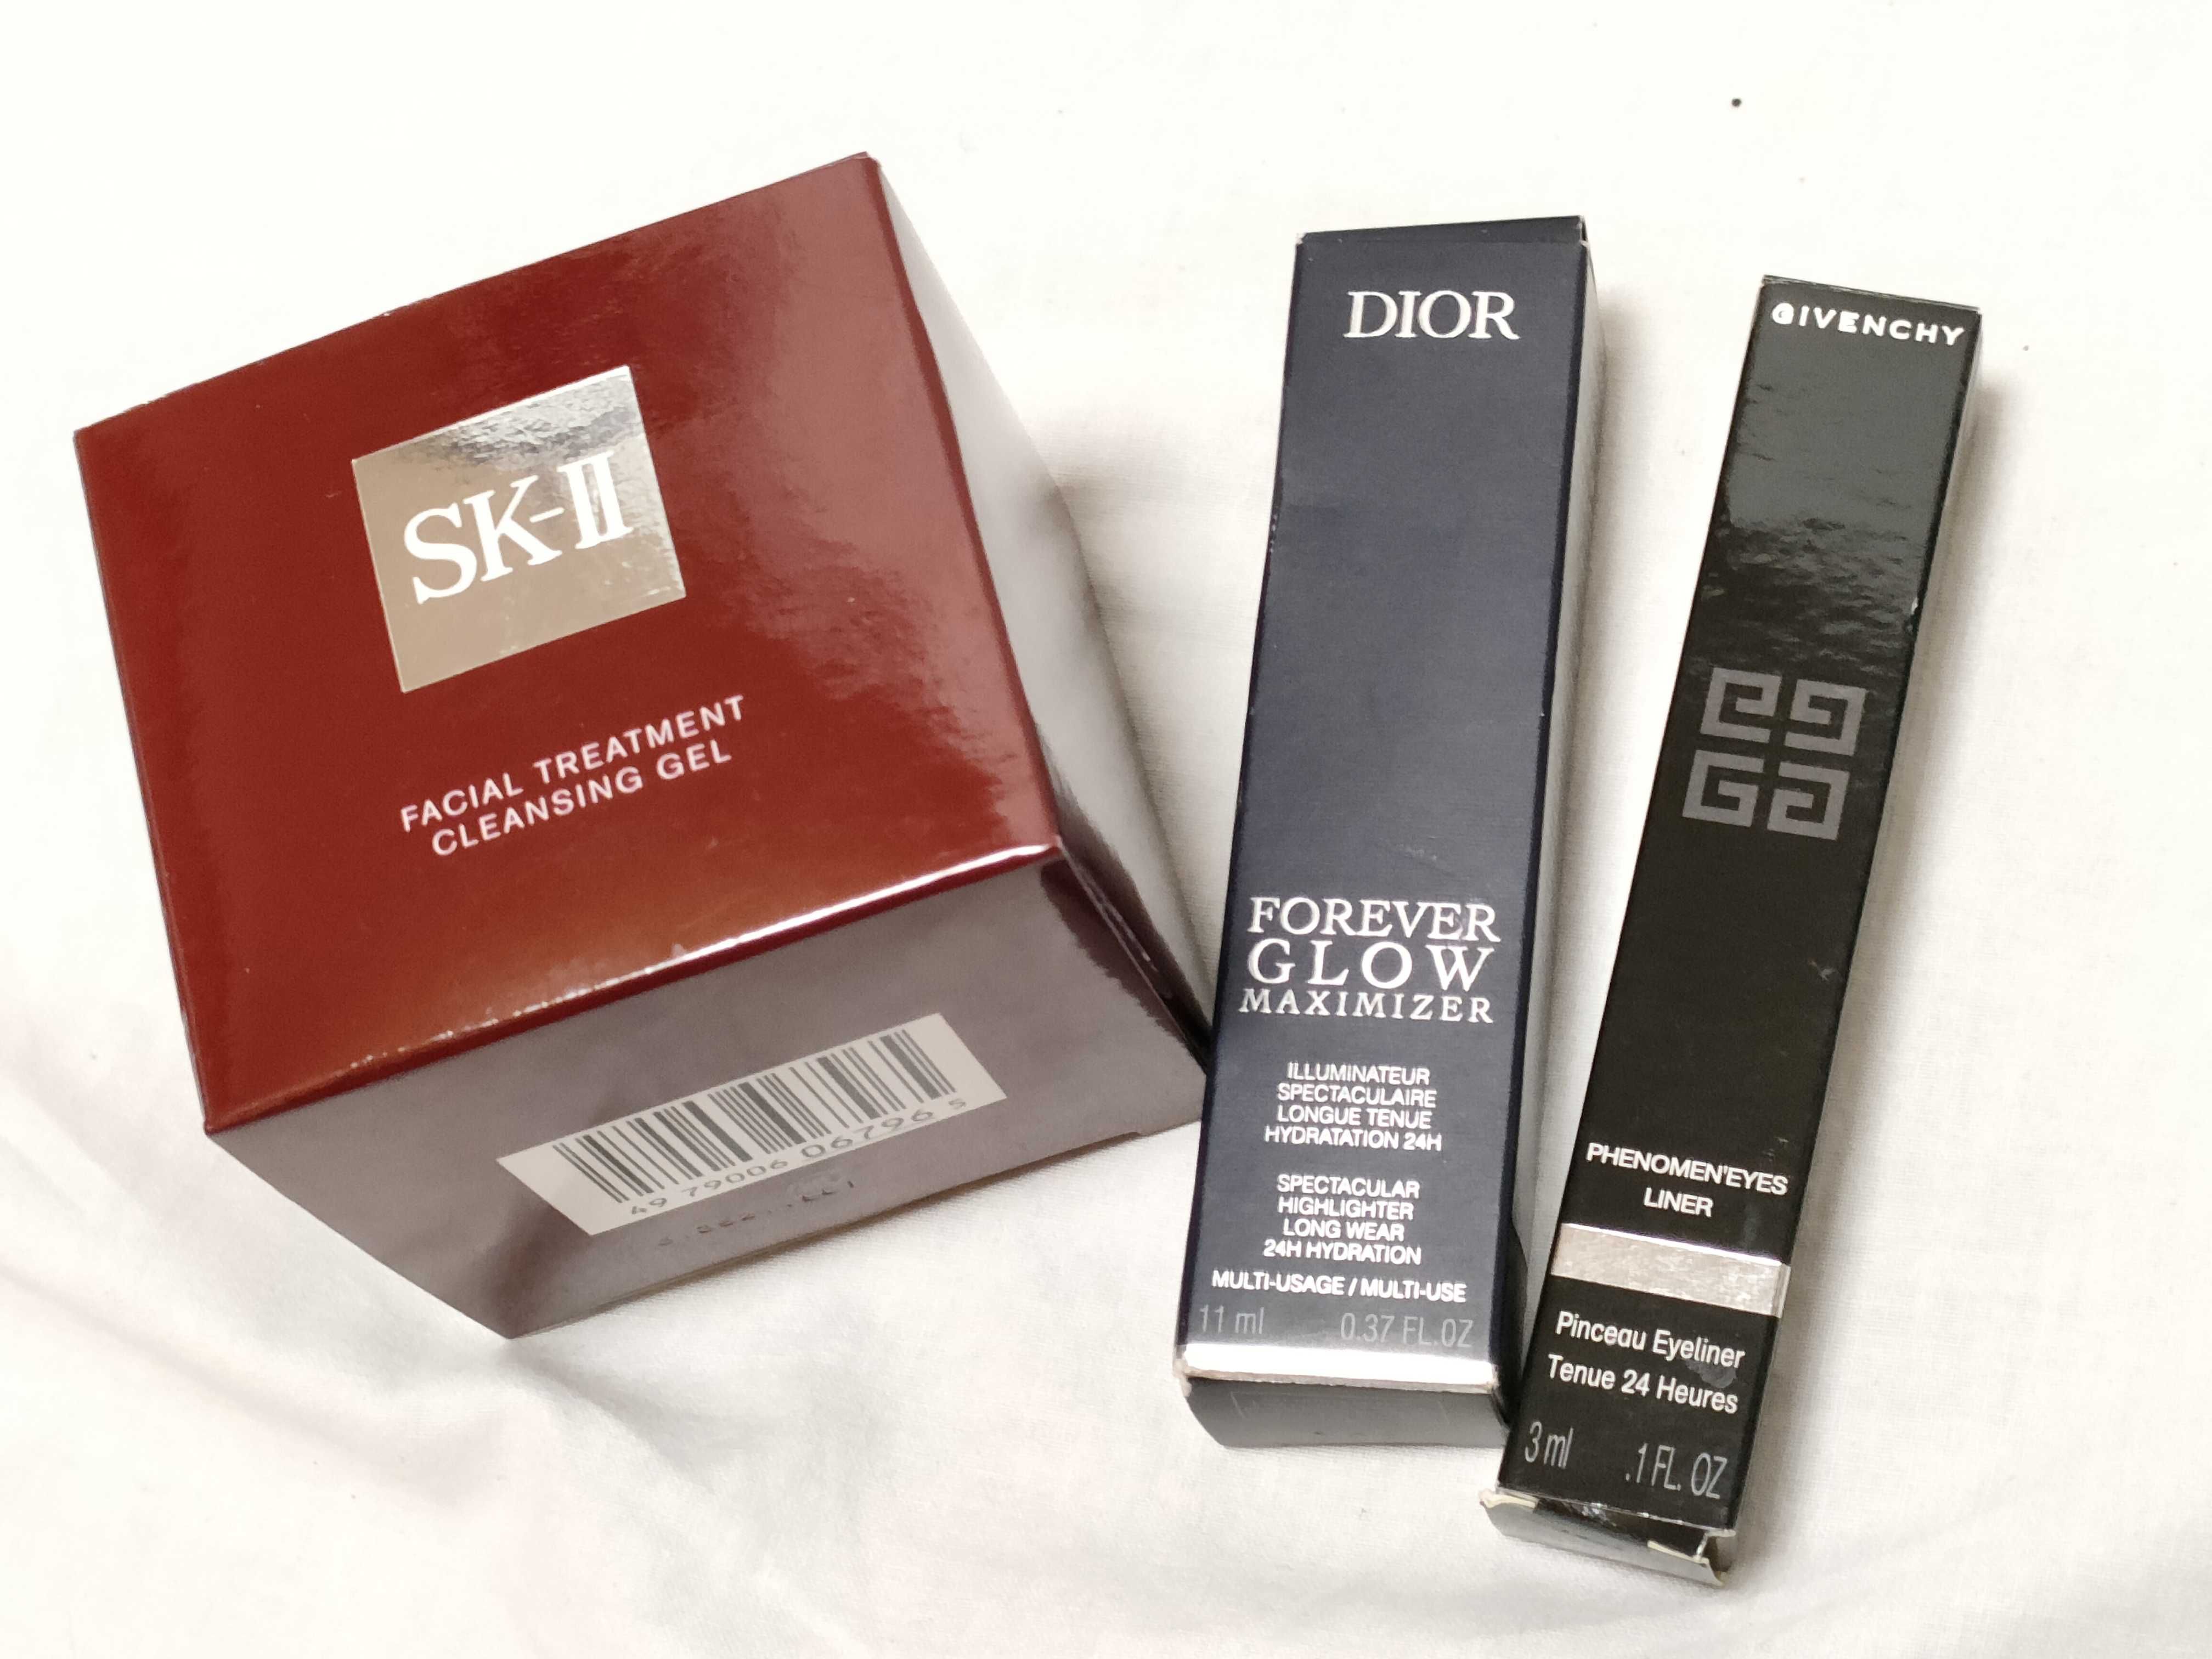 SK-II
FACIAL TREATMENT
CLEANSING GEL
49 79006 06796 5
DIOR
FOREVER
GLOW
MAXIMIZER
ILLUMINATEUR
SPECTACULAIRE
LONGUE TENUE
HYDRATATION 24H
SPECTACULAR
HIGHLIGHTER
LONG WEAR
24H HYDRATION
MULTI-USAGE / MULTI-USE
11 ml 0.37 FL.OZ
GIVENCHY
PHENOMEN'EYES
LINER
Pinceau Eyeliner
Tenue 24 Heures
3 ml .1 FL. OZ